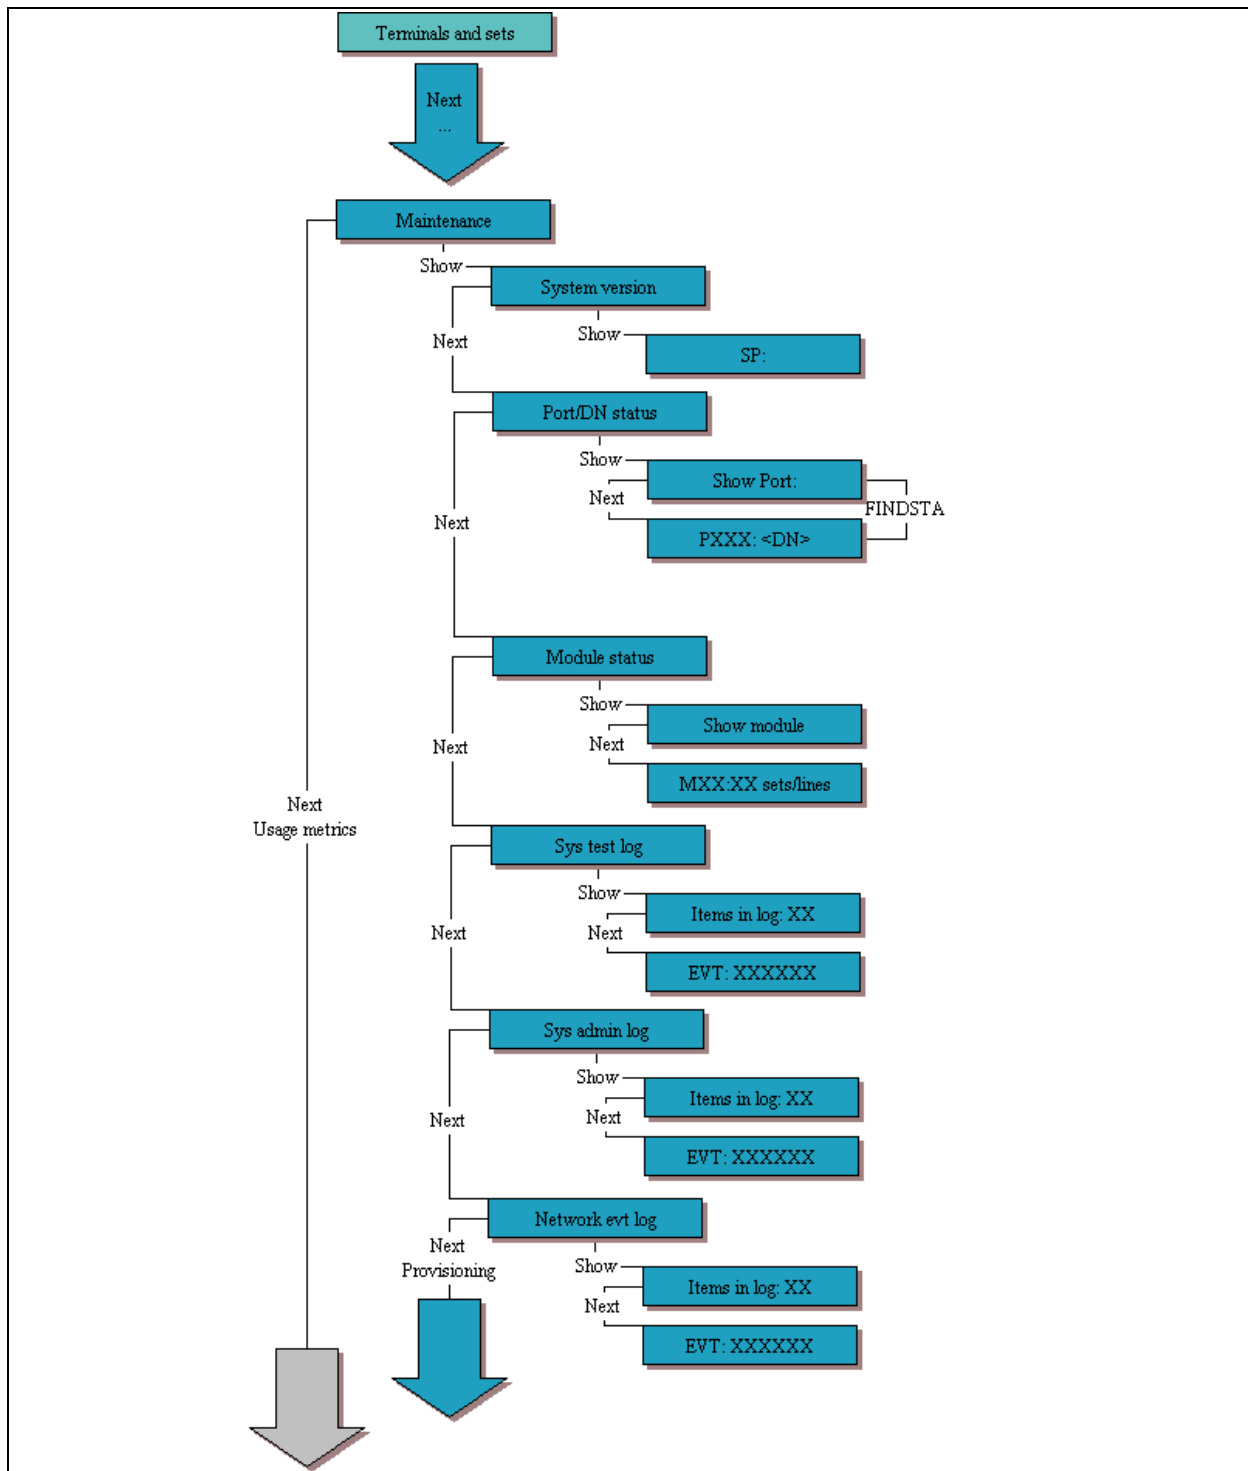 Terminals and sets
Next
...
Maintenance
Show
System version
Show
Next
SP:
Port/DN status
Show
Show Port:
Next
FINDSTA
Next
PXXX: <DN>
Module status
Show
Show module
Next
Next
MXX:XX sets/lines
Next
Usage metrics
Sys test log
Show
Items in log: XX
Next
Next
EVT: XXXXXX
Sys admin log
Show
Items in log: XX
Next
Next
EVT: XXXXXX
Network evt log
Next
Provisioning
Show
Items in log: XX
Next
EVT: XXXXXX